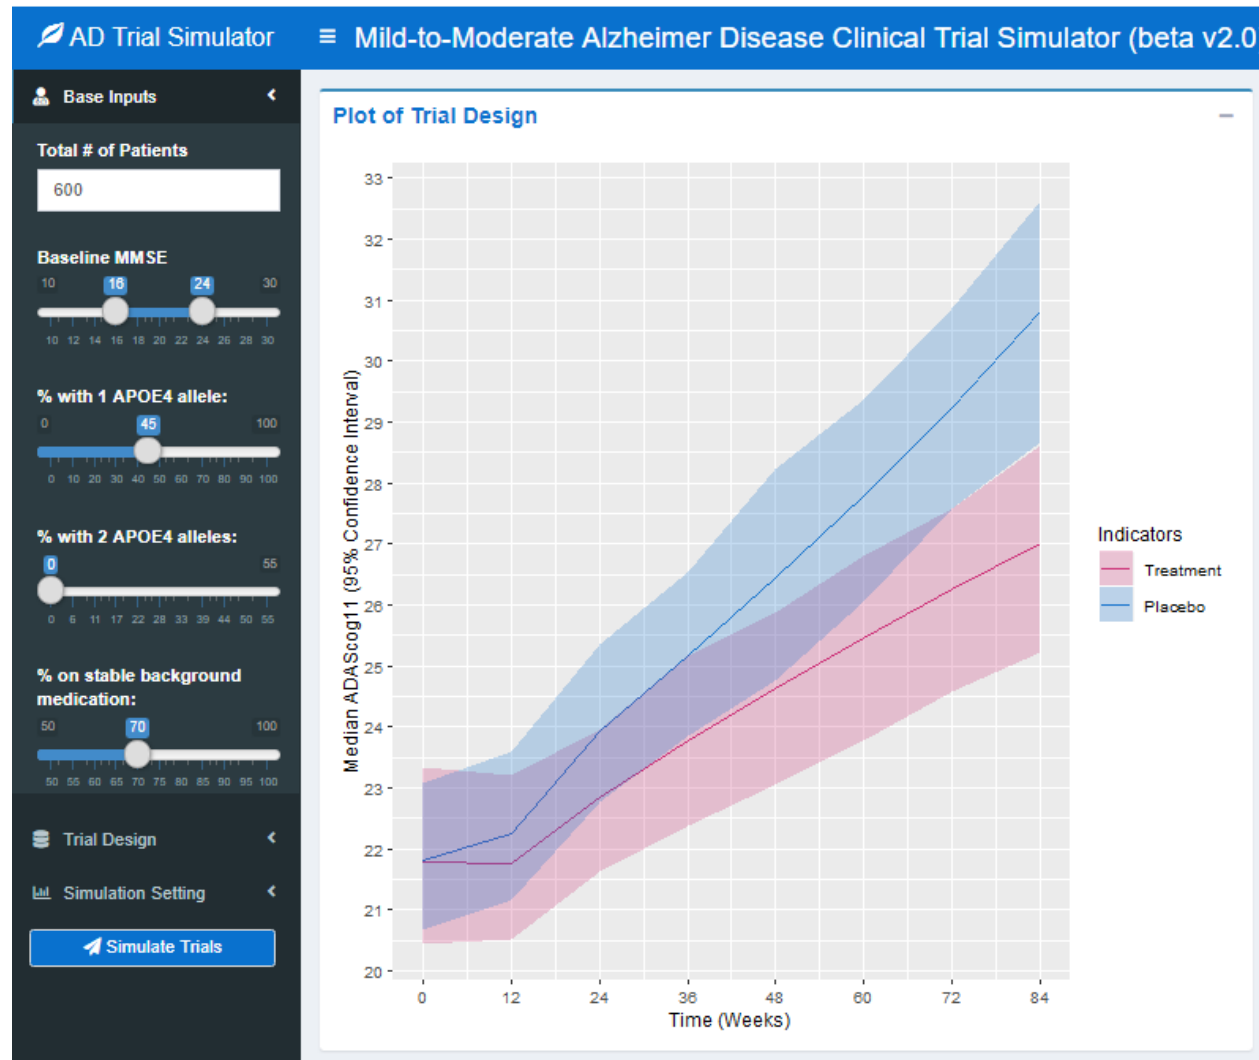 AD Trial Simulator
Mild-to-Moderate Alzheimer Disease Clinical Trial Simulator (beta v2.0
Base Inputs
Total # of Patients
600
Baseline MMSE
10 16 24 30
10 12 14 16 18 20 22 24 26 28 30
% with 1 APOE4 allele:
0 45 100
0 10 20 30 40 50 60 70 80 90 100
% with 2 APOE4 alleles:
0 55
0 6 11 17 22 28 33 39 44 50 55
% on stable background
medication:
50 70 100
50 55 60 65 70 75 80 85 90 95 100
Trial Design
Simulation Setting
Simulate Trials
Plot of Trial Design
Median ADAScog11 (95% Confidence Interval)
33
32
31
30
29
28
27
26
25
24
23
22
21
20
0 12 24 36 48 60 72 84
Time (Weeks)
Indicators
Treatment
Placebo